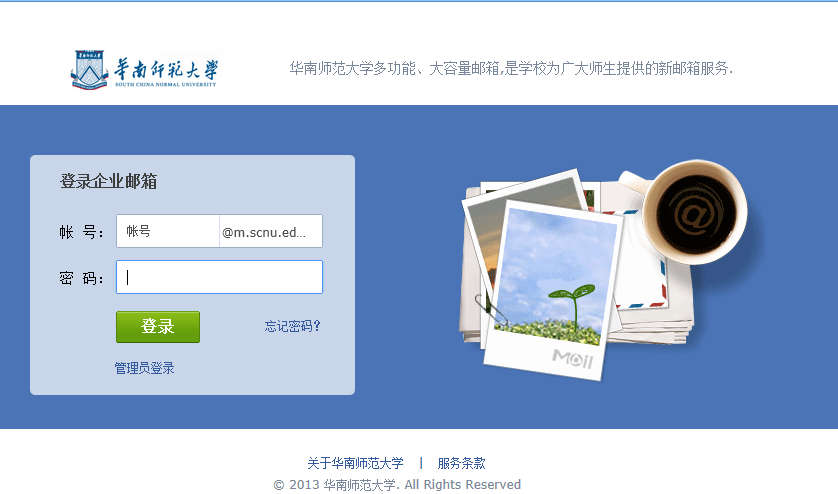 华南师范大学
SOUTH CHINA NORMAL UNIVERSITY
华南师范大学多功能、大容量邮箱,是学校为广大师生提供的新邮箱服务.
登录企业邮箱
帐 号: 帐号 @m.scnu.ed...
密 码:
登录 忘记密码?
管理员登录
@
Mail
关于华南师范大学 | 服务条款
© 2013 华南师范大学. All Rights Reserved